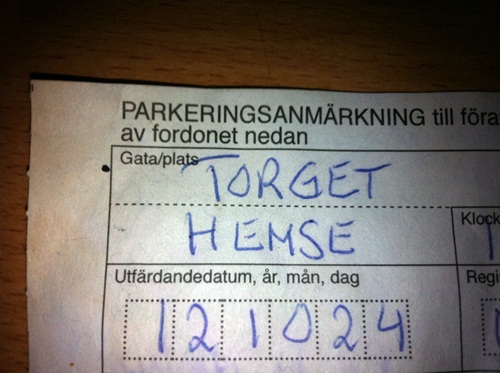 PARKERINGSANMÄRKNING till föra
av fordonet nedan
Gata/plats
TORGET
HEMSE
Klock
Utfärdandedatum, år, mån, dag
Regi
121024